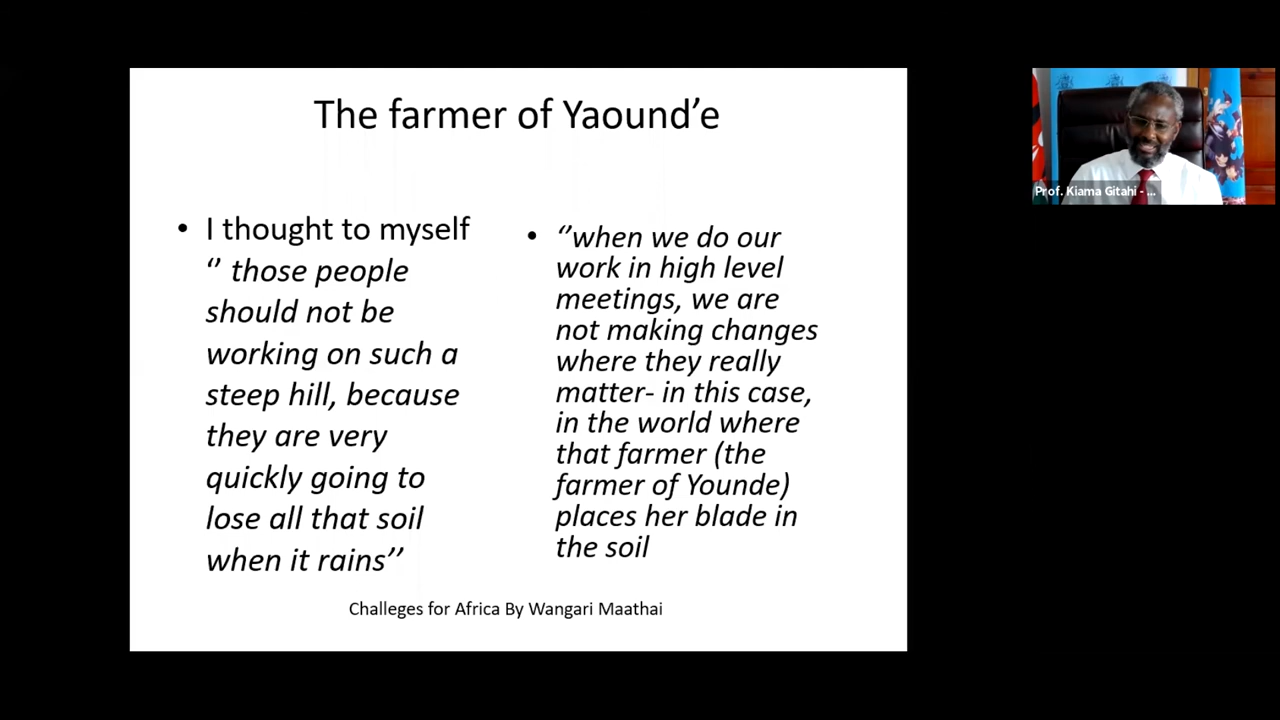 The farmer of Yaound’e
• I thought to myself
‘’ those people
should not be
working on such a
steep hill, because
they are very
quickly going to
lose all that soil
when it rains’’
• ‘’when we do our
work in high level
meetings, we are
not making changes
where they really
matter- in this case,
in the world where
that farmer (the
farmer of Younde)
places her blade in
the soil
Challeges for Africa By Wangari Maathai
Prof. Kiama Gitahi - ...